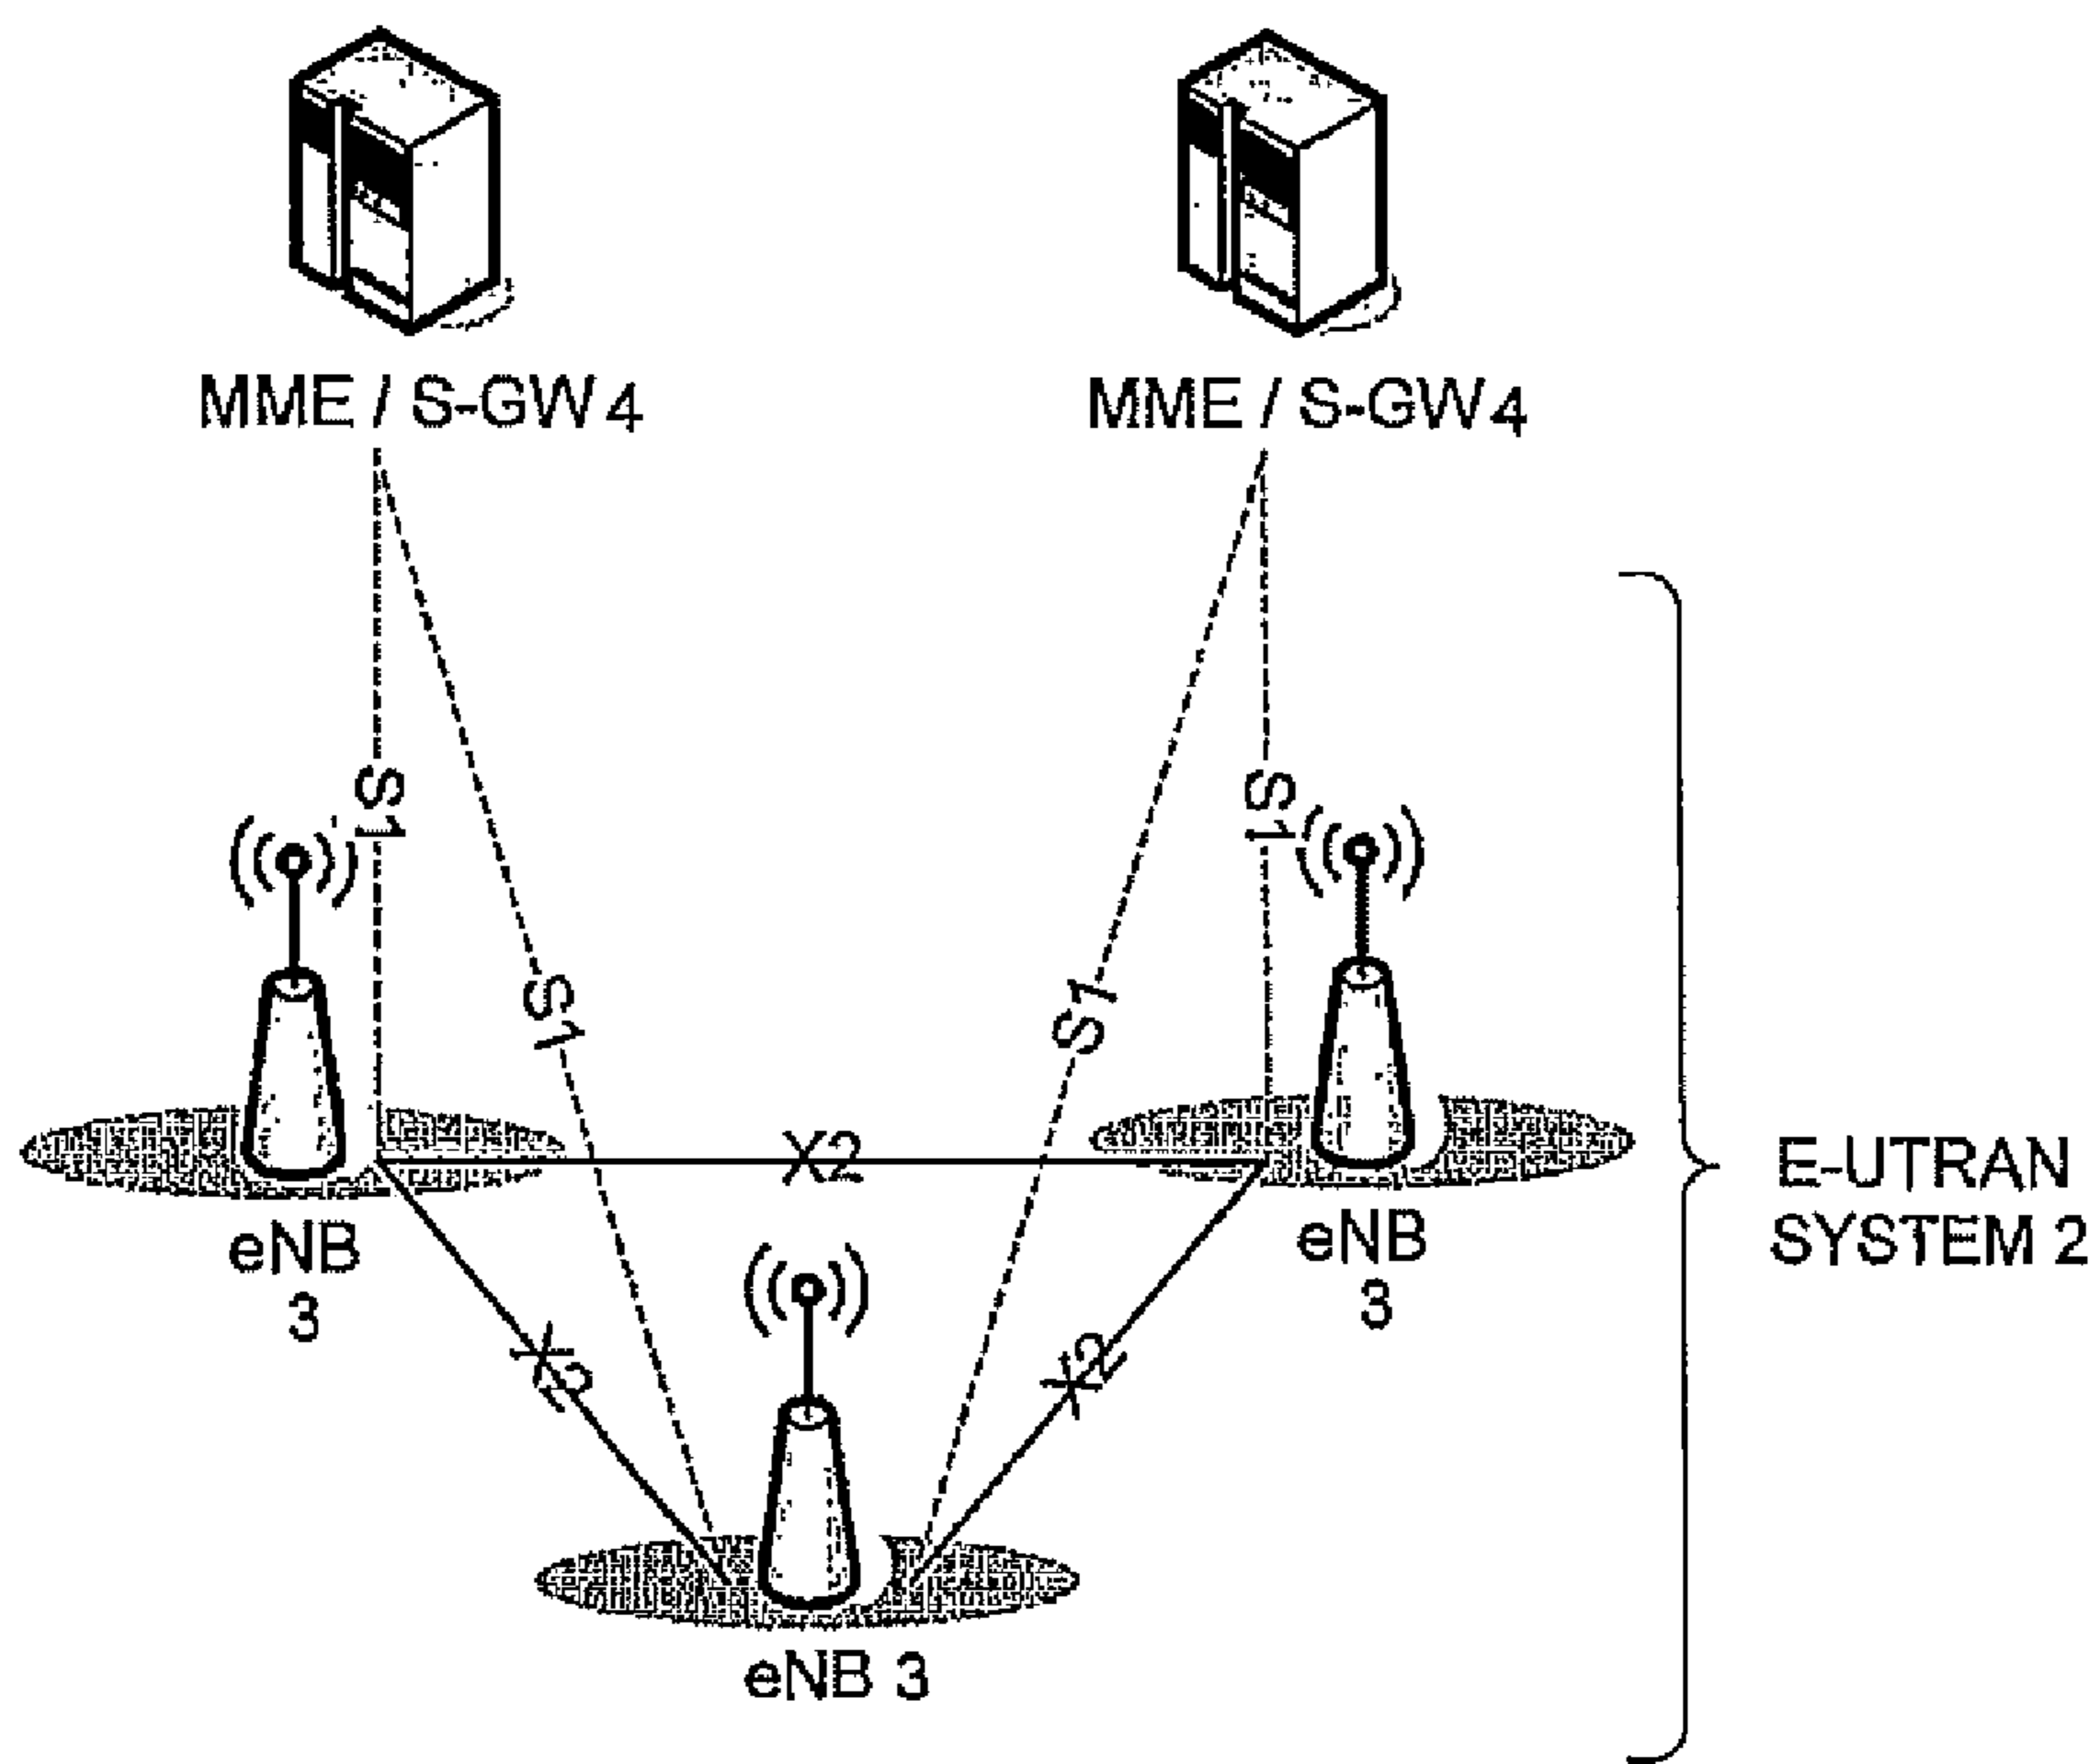 MME / S-GW 4
MME / S-GW 4
S1
S1
S1
S1
X2
eNB
3
eNB
3
E-UTRAN
SYSTEM 2
X2
X2
eNB 3